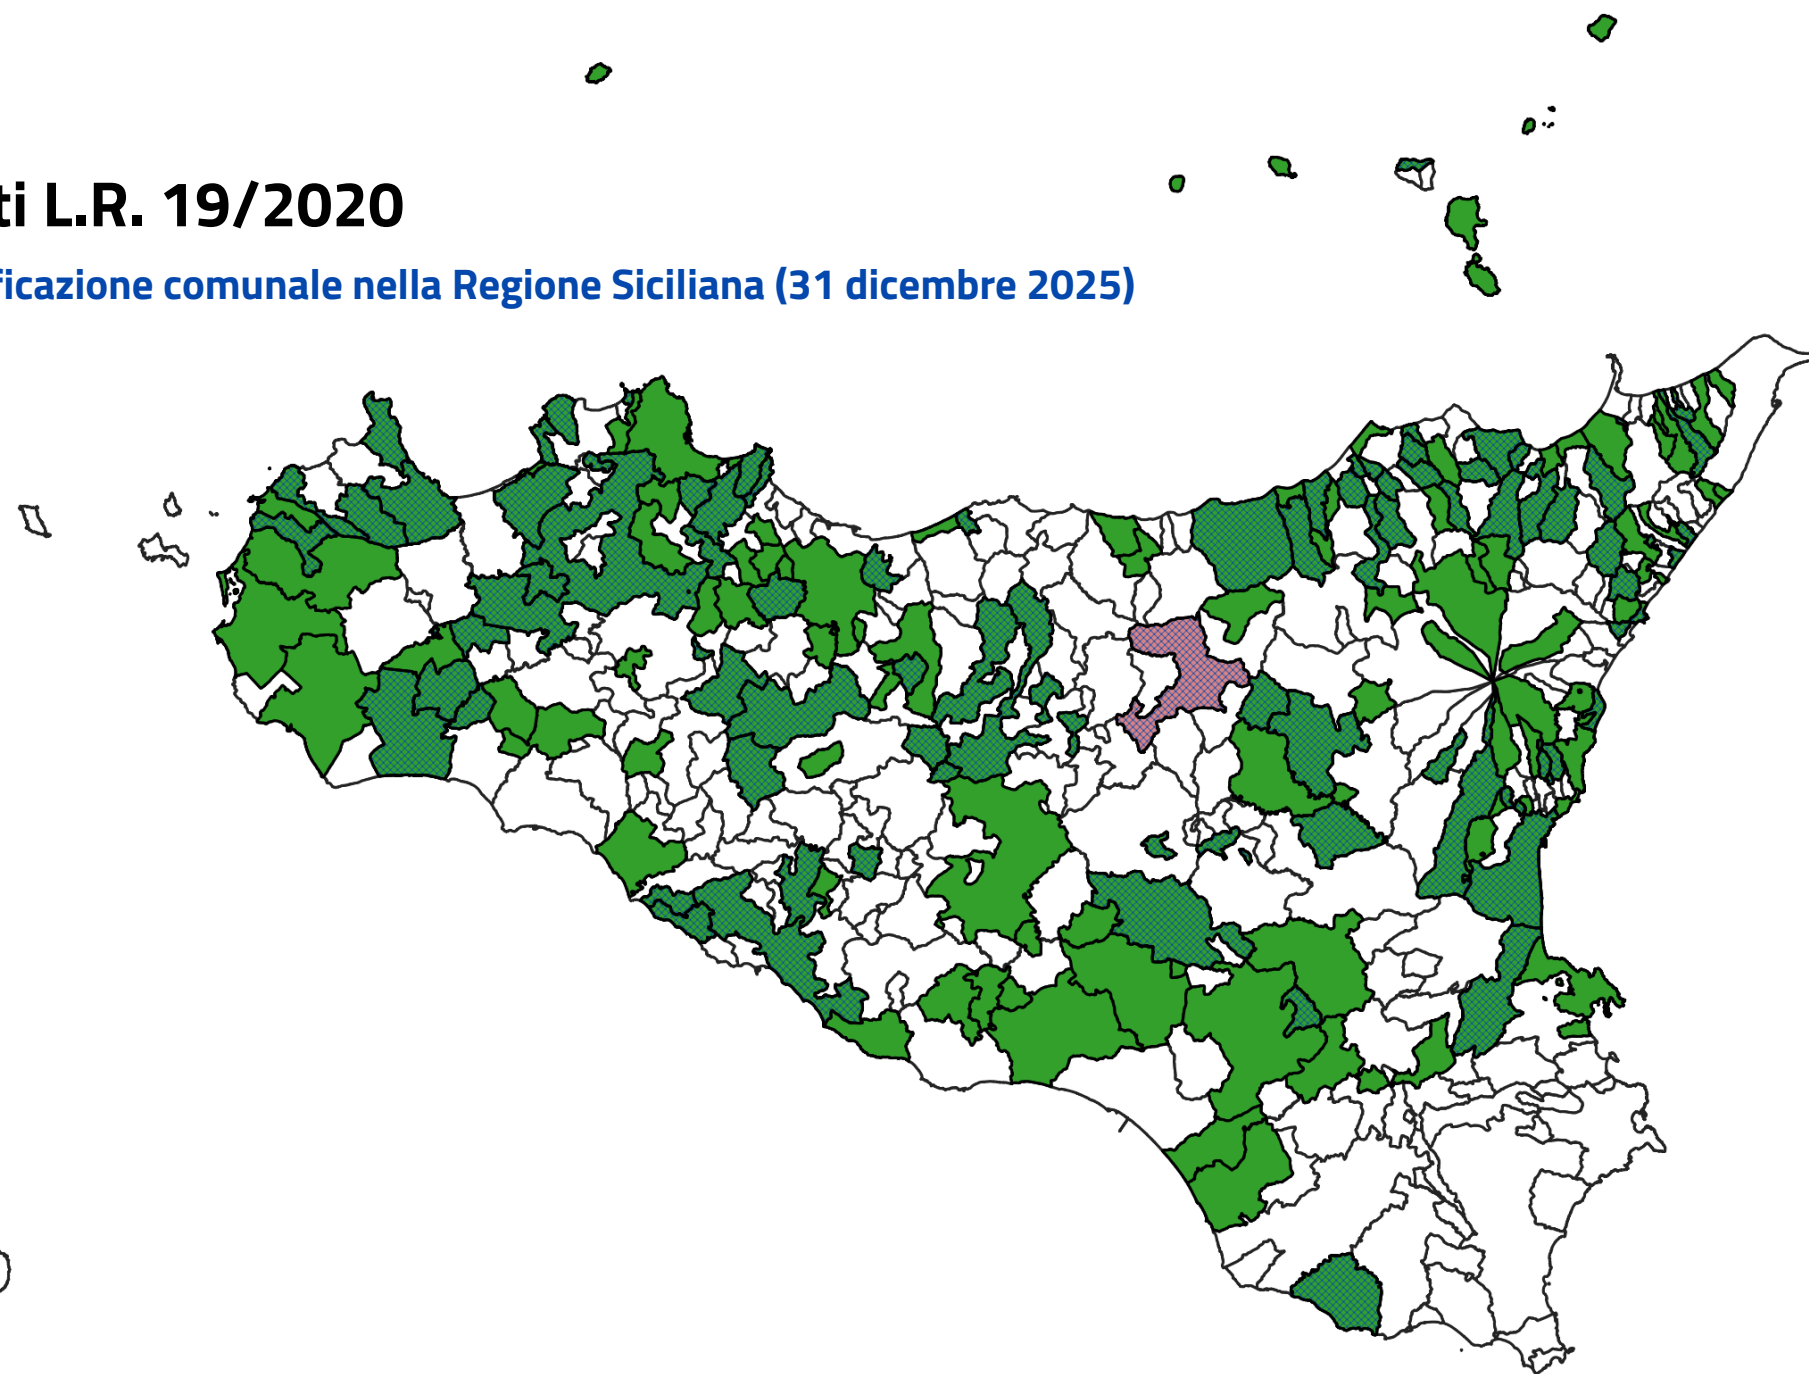 ti L.R. 19/2020
ficazione comunale nella Regione Siciliana (31 dicembre 2025)